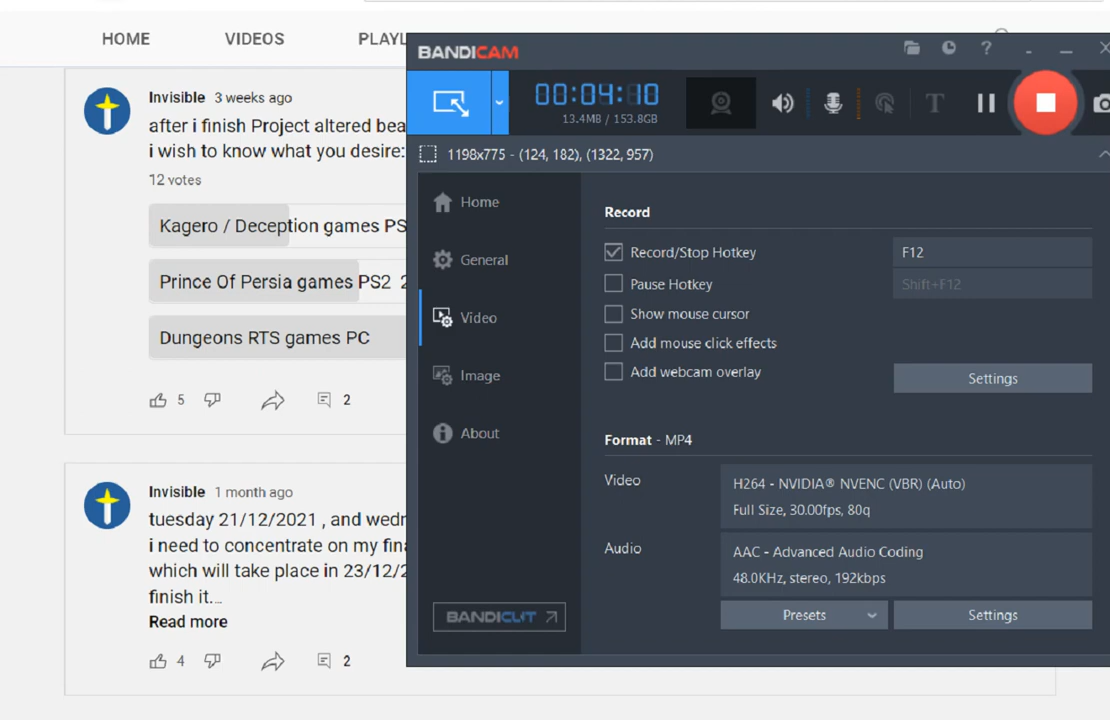 HOME VIDEOS PLAYL
Invisible 3 weeks ago
after i finish Project altered bea
i wish to know what you desire:
12 votes
Kagero / Deception games PS
Prince Of Persia games PS2 2
Dungeons RTS games PC
5 2
Invisible 1 month ago
tuesday 21/12/2021 , and wedn
i need to concentrate on my fina
which will take place in 23/12/2
finish it...
Read more
4 2
BANDICAM
?
00:04:10
13.4MB / 153.8GB
T
1198x775 - (124, 182), (1322, 957)
Home
General
Video
Image
About
BANDICUT
Record
Record/Stop Hotkey F12
Pause Hotkey Shift+F12
Show mouse cursor
Add mouse click effects
Add webcam overlay Settings
Format - MP4
Video H264 - NVIDIA® NVENC (VBR) (Auto)
Full Size, 30.00fps, 80q
Audio AAC - Advanced Audio Coding
48.0KHz, stereo, 192kbps
Presets Settings